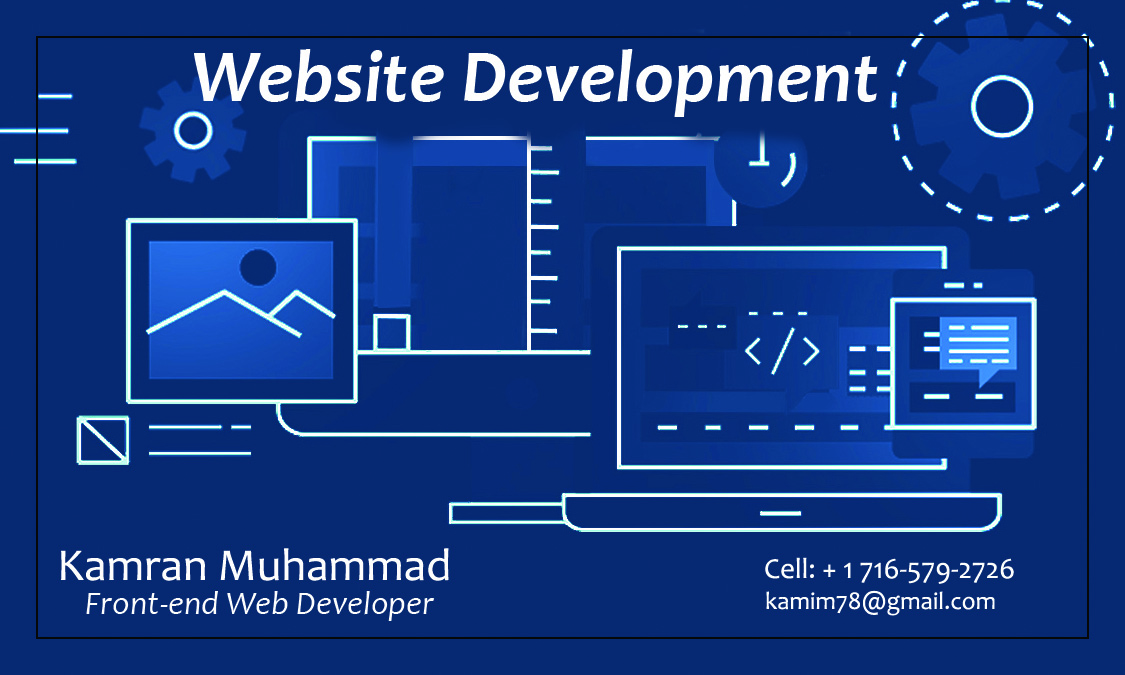 Website Development
</>
Kamran Muhammad
Front-end Web Developer
Cell: + 1 716-579-2726
kamim78@gmail.com